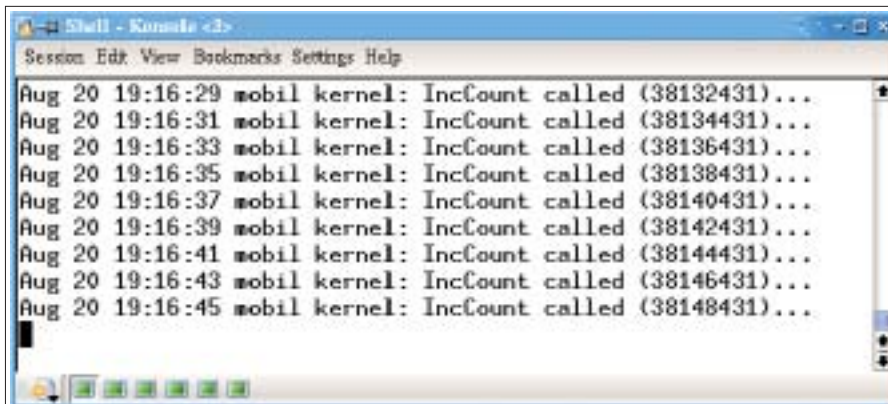 Shell - Konsole <3>
Session Edit View Bookmarks Settings Help
Aug 20 19:16:29 mobil kernel: IncCount called (38132431)...
Aug 20 19:16:31 mobil kernel: IncCount called (38134431)...
Aug 20 19:16:33 mobil kernel: IncCount called (38136431)...
Aug 20 19:16:35 mobil kernel: IncCount called (38138431)...
Aug 20 19:16:37 mobil kernel: IncCount called (38140431)...
Aug 20 19:16:39 mobil kernel: IncCount called (38142431)...
Aug 20 19:16:41 mobil kernel: IncCount called (38144431)...
Aug 20 19:16:43 mobil kernel: IncCount called (38146431)...
Aug 20 19:16:45 mobil kernel: IncCount called (38148431)...